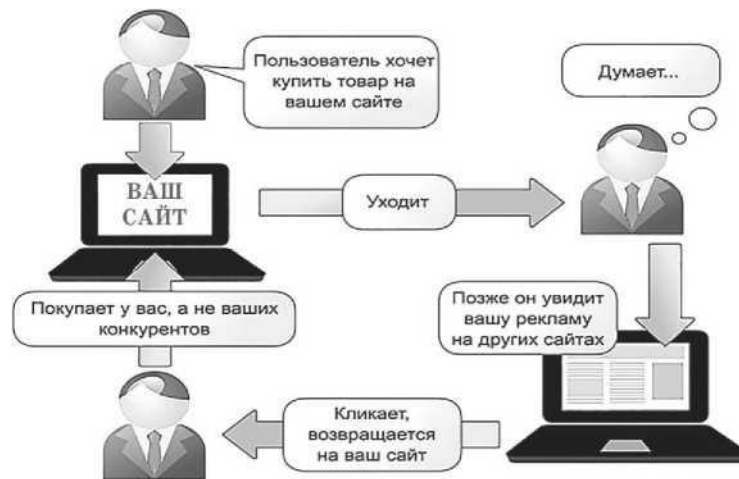 Пользователь хочет
купить товар на
вашем сайте
Думает...
ВАШ
САЙТ
Уходит
Позже он увидит
вашу рекламу
на других сайтах
Кликает,
возвращается
на ваш сайт
Покупает у вас, а не ваших
конкурентов